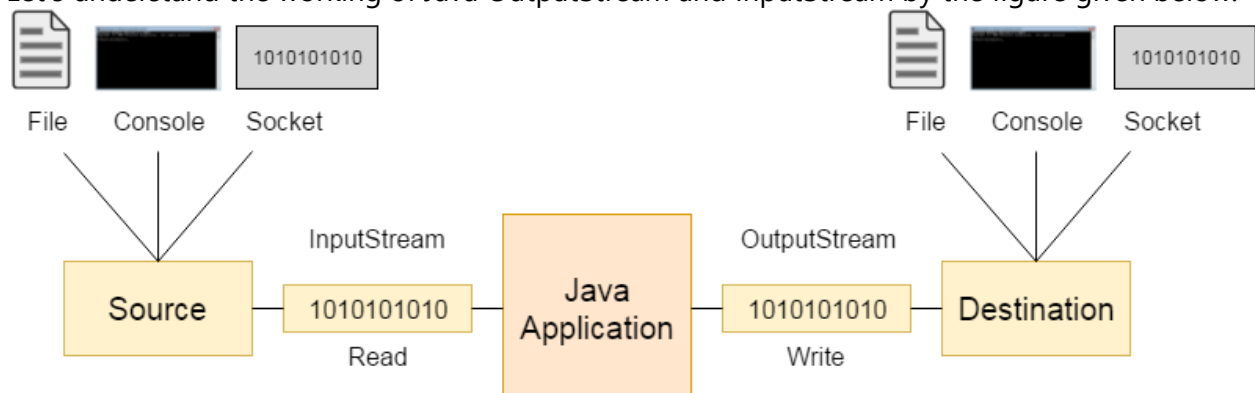 Let's understand the working of Java OutputStream and InputStream by the figure given below.
1010101010 1010101010
File Console Socket File Console Socket
InputStream OutputStream
Source 1010101010 Java Application 1010101010 Destination
Read Write